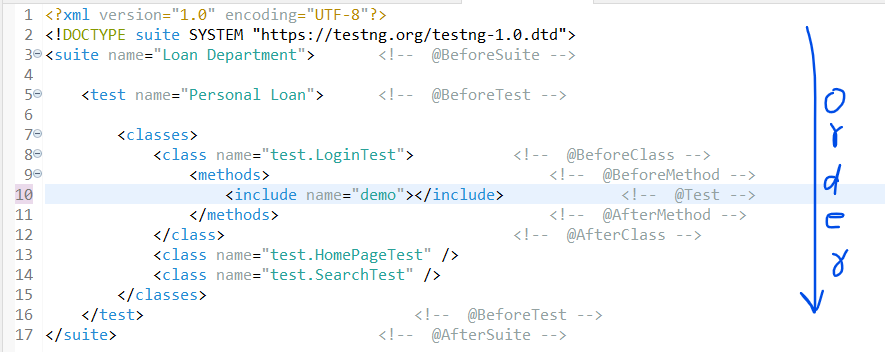 1 <?xml version="1.0" encoding="UTF-8"?>
2 <!DOCTYPE suite SYSTEM "https://testng.org/testng-1.0.dtd">
3 <suite name="Loan Department"> <!-- @BeforeSuite -->
4
5 <test name="Personal Loan"> <!-- @BeforeTest -->
6
7 <classes>
8 <class name="test.LoginTest"> <!-- @BeforeClass -->
9 <methods> <!-- @BeforeMethod -->
10 <include name="demo"></include> <!-- @Test -->
11 </methods> <!-- @AfterMethod -->
12 </class> <!-- @AfterClass -->
13 <class name="test.HomePageTest" />
14 <class name="test.SearchTest" />
15 </classes>
16 </test> <!-- @BeforeTest -->
17 </suite> <!-- @AfterSuite -->
Order